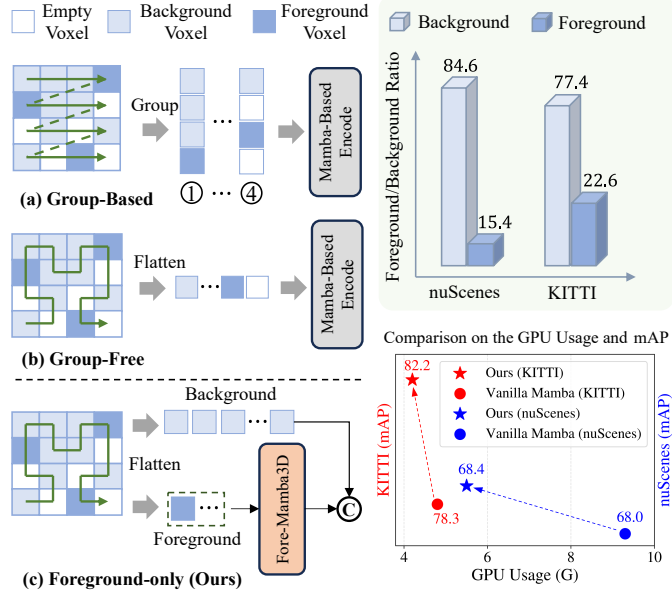 Empty Voxel
Background Voxel
Foreground Voxel
Group
① ··· ④
Mamba-Based Encode
(a) Group-Based
Flatten
Mamba-Based Encode
(b) Group-Free
Background
Flatten
Foreground
Fore-Mamba3D
C
(c) Foreground-only (Ours)
Background
Foreground
Foreground/Background Ratio
84.6
15.4
77.4
22.6
nuScenes
KITTI
Comparison on the GPU Usage and mAP
82.2
Ours (KITTI)
Vanilla Mamba (KITTI)
Ours (nuScenes)
Vanilla Mamba (nuScenes)
KITTI (mAP)
nuScenes (mAP)
68.4
78.3
68.0
4
6
8
10
GPU Usage (G)